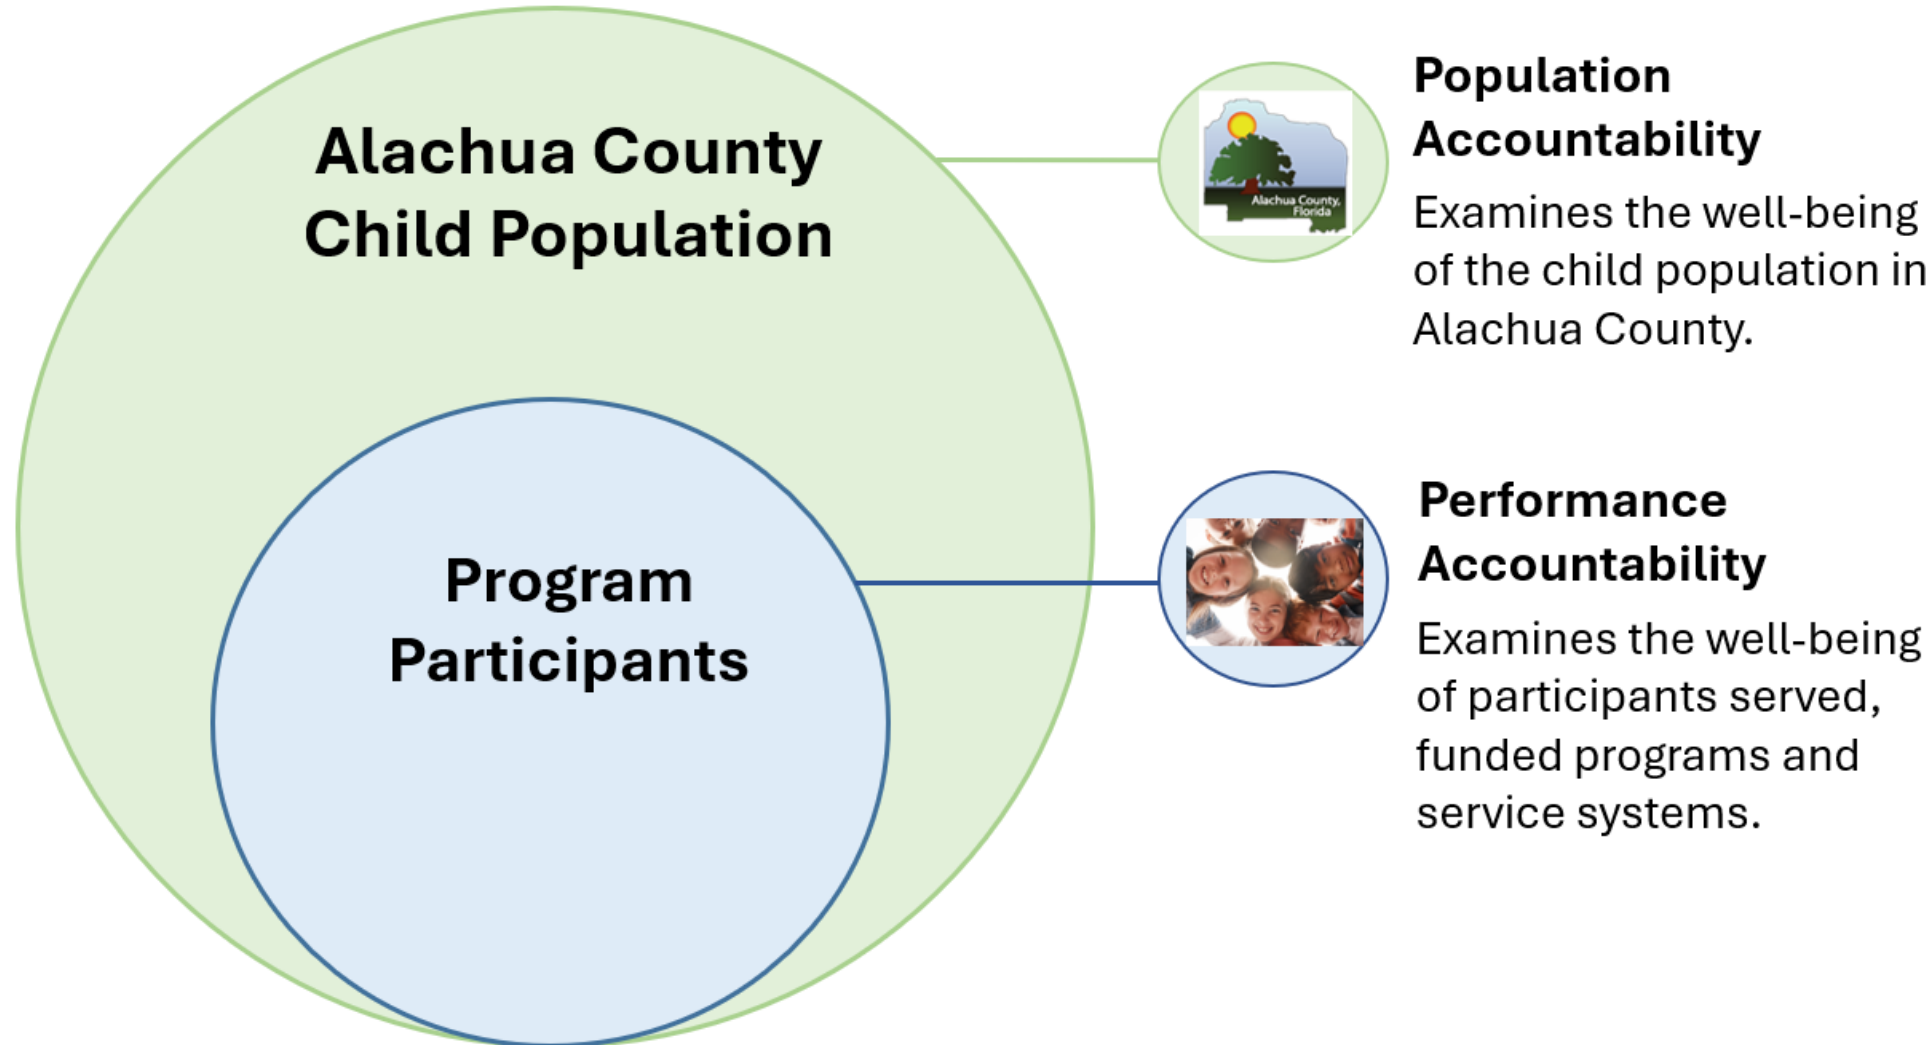 Alachua County
Child Population
Program
Participants
Alachua County,
Florida
Population
Accountability
Examines the well-being
of the child population in
Alachua County.
Performance
Accountability
Examines the well-being
of participants served,
funded programs and
service systems.